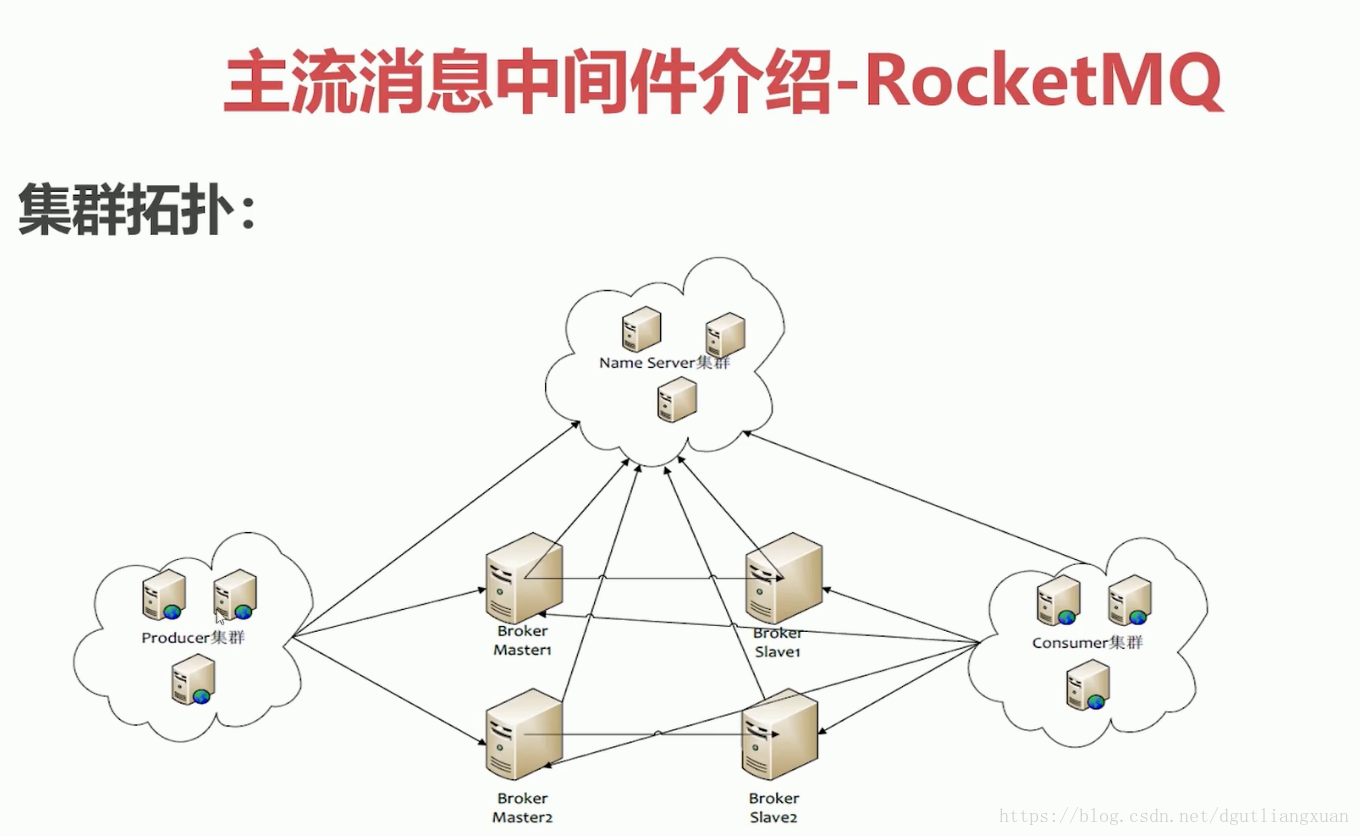 主流消息中间件介绍-RocketMQ
集群拓扑：
Name Server集群
Producer集群
Broker
Master1
Broker
Slave1
Consumer集群
Broker
Master2
Broker
Slave2
https://blog.csdn.net/dgutliangxuan